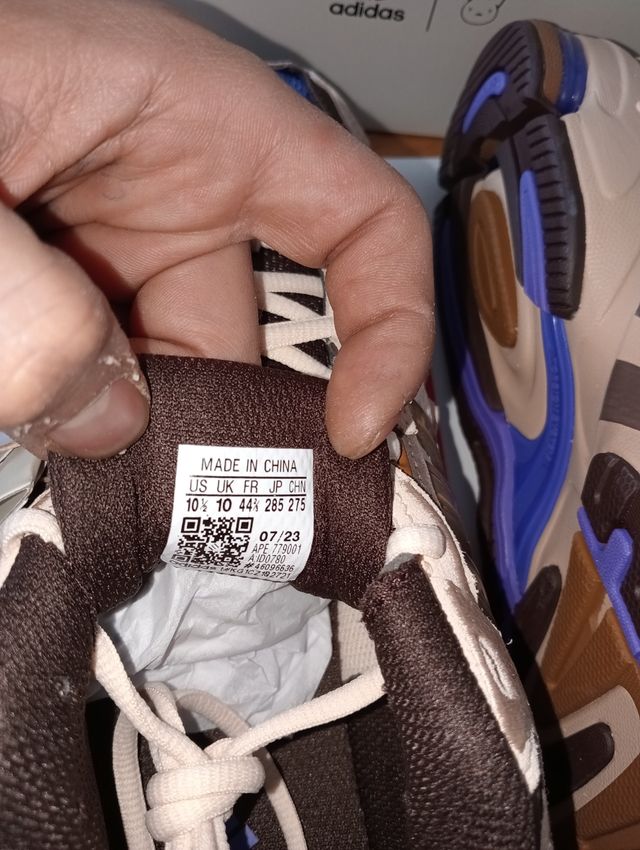 adidas
MADE IN CHINA
US UK FR JP CHN
10½ 10 44⅔ 285 275
07/23
APE 779001
# 46096636